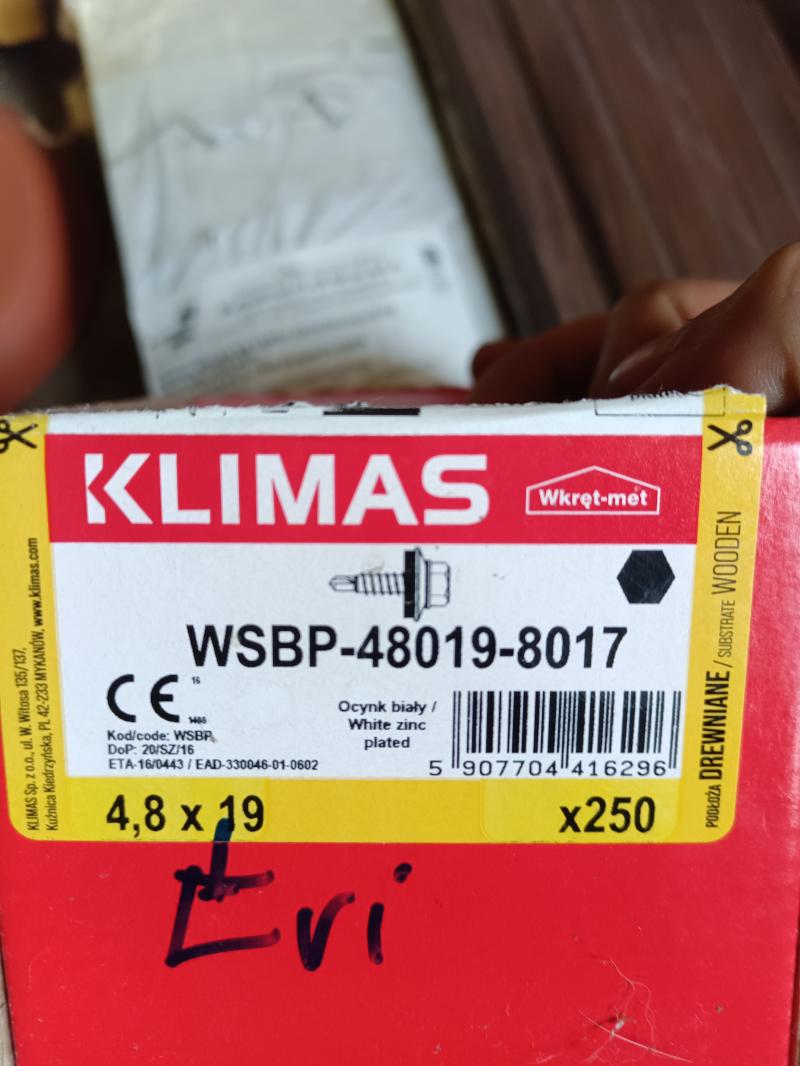 KLIMAS
Wkręt-met
WSBP-48019-8017
CE
16
1488
Kod/code: WSBP
DoP: 20/SZ/16
ETA-16/0443 / EAD-330046-01-0602
Ocynk biały /
White zinc
plated
5 907704 416296
4,8 x 19
x250
KLIMAS Sp. z o.o., ul. W. Witosa 135/137,
Kuźnica Kiedrzyńska, PL 42-233 MYKANÓW, www.klimas.com
PODŁOŻA DREWNIANE / SUBSTRATE WOODEN
Eri